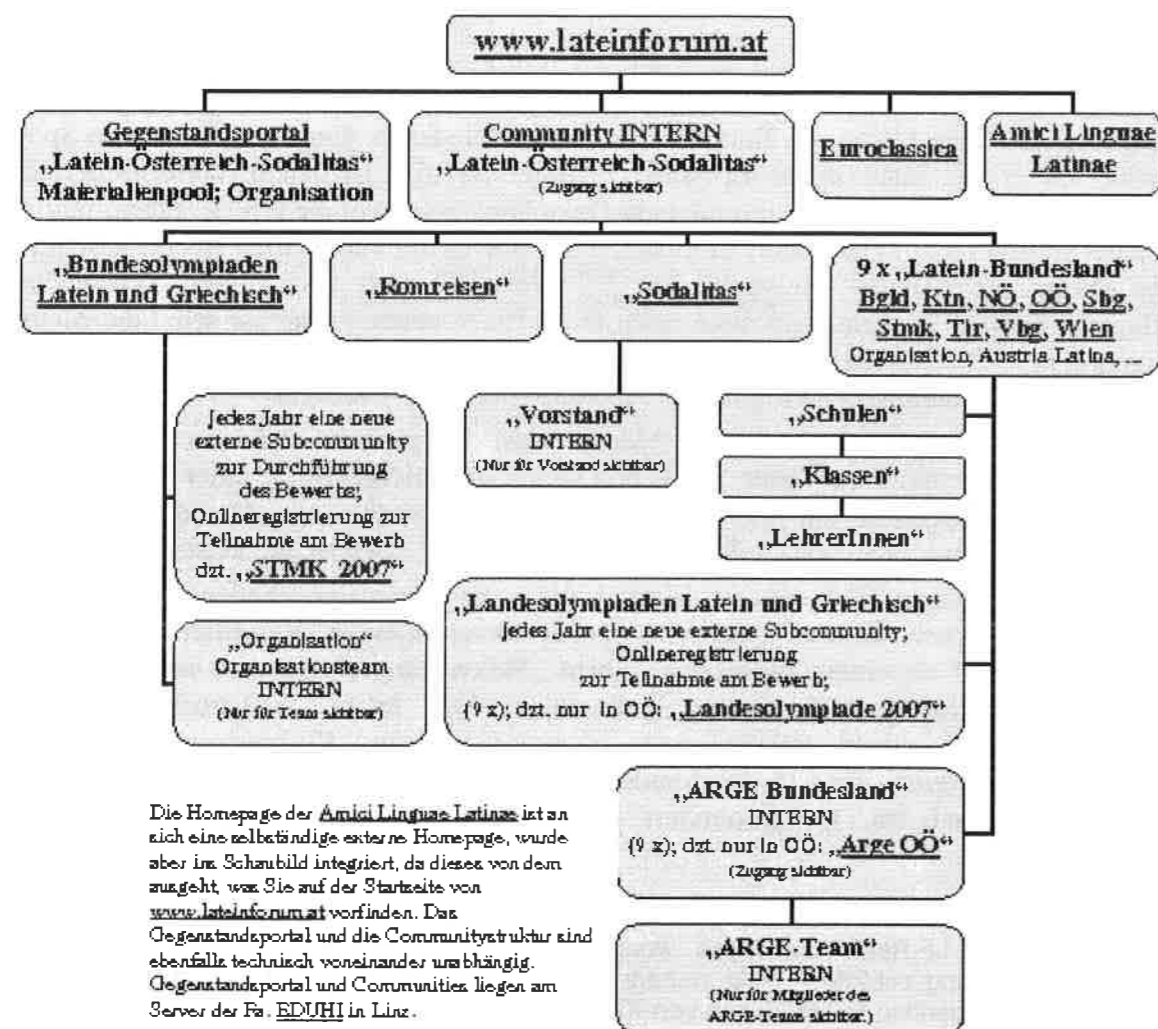 www.lateinforum.at
Gegenstandsportal
„Latein-Österreich-Sodalitas“
Materialienpool; Organisation
Community INTERN
„Latein-Österreich-Sodalitas“
(Zugang sichtbar)
Euroclassica
Amici Linguae
Latinae
„Bundesolympiaden
Latein und Griechisch“
„Romreisen“
„Sodalitas“
9 x „Latein-Bundesland“
Bgld, Ktn, NÖ, OÖ, Sbg,
Stmk, Tir, Vbg, Wien
Organisation, Austria Latina, ...
Jedes Jahr eine neue
externe Subcommunity
zur Durchführung
des Bewerbs;
Onlineregistrierung zur
Teilnahme am Bewerb
dzt. „STMK 2007“
„Vorstand“
INTERN
(Nur für Vorstand sichtbar)
„Schulen“
„Klassen“
„LehrerInnen“
„Organisation“
Organisationsteam
INTERN
(Nur für Team sichtbar)
„Landesolympiaden Latein und Griechisch“
Jedes Jahr eine neue externe Subcommunity;
Onlineregistrierung
zur Teilnahme am Bewerb;
(9 x); dzt. nur in OÖ: „Landesolympiade 2007“
„ARGE Bundesland“
INTERN
(9 x); dzt. nur in OÖ: „Arge OÖ“
(Zugang sichtbar)
„ARGE-Team“
INTERN
(Nur für Mitglieder des
ARGE-Teams sichtbar.)
Die Homepage der Amici Linguae Latinae ist an
sich eine selbständige externe Homepage, wurde
aber ins Schaubild integriert, da dieses von dem
ausgeht, was Sie auf der Startseite von
www.lateinforum.at vorfinden. Das
Gegenstandsportal und die Communitystruktur sind
ebenfalls technisch voneinander unabhängig.
Gegenstandsportal und Communities liegen am
Server der Fa. EDUHI in Linz.